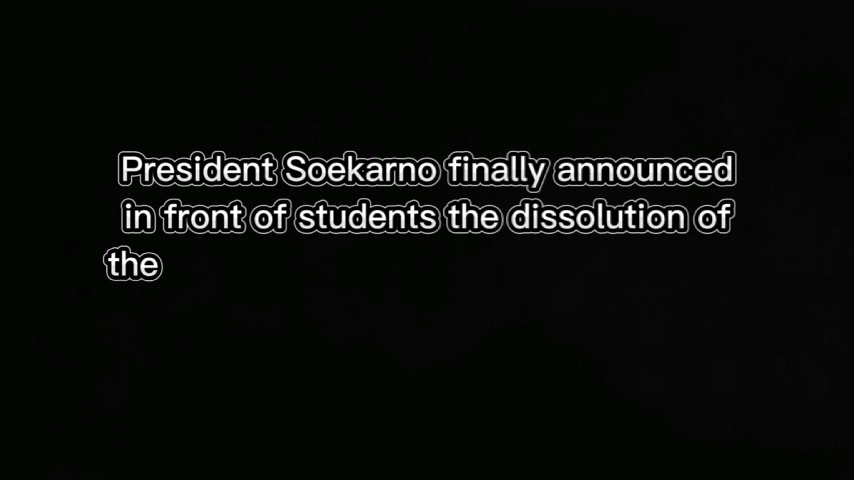 President Soekarno finally announced
in front of students the dissolution of
the